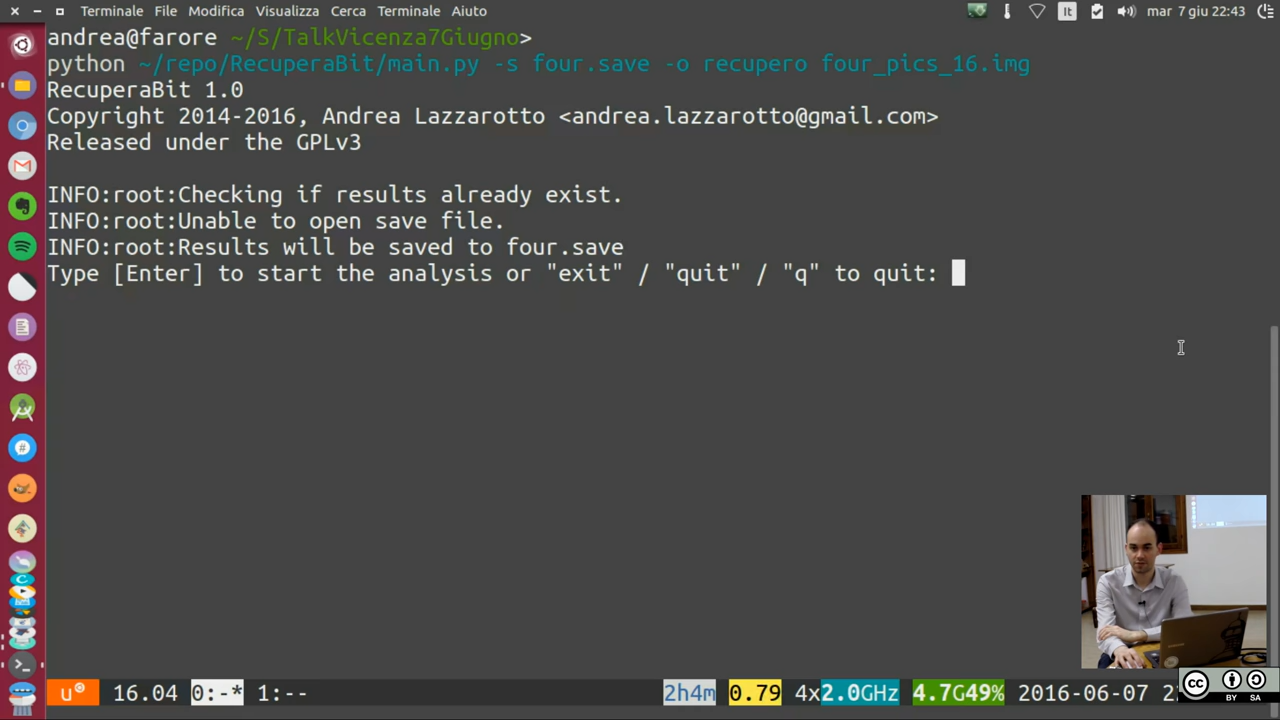 Terminale File Modifica Visualizza Cerca Terminale Aiuto It mar 7 giu 22:43
andrea@farore ~/S/TalkVicenza7Giugno>
python ~/repo/RecuperaBit/main.py -s four.save -o recupero four_pics_16.img
RecuperaBit 1.0
Copyright 2014-2016, Andrea Lazzarotto <andrea.lazzarotto@gmail.com>
Released under the GPLv3
INFO:root:Checking if results already exist.
INFO:root:Unable to open save file.
INFO:root:Results will be saved to four.save
Type [Enter] to start the analysis or "exit" / "quit" / "q" to quit:
u 16.04 0:-* 1:-- 2h4m 0.79 4x2.0GHz 4.7G49% 2016-06-07
cc BY SA